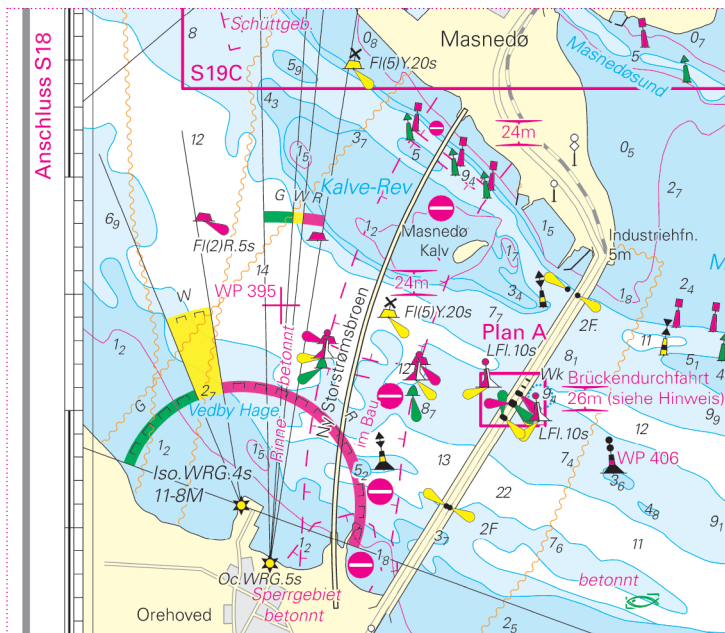 Anschluss S18
8
Schüttgeb.
S19C
0₈
Fl(5)Y.20s
Masnedø
Masnedøsund
5
0₇
5₉
4₃
3₇
1₅
5
9₄
24m
0₅
2₇
12
6₉
Kalve-Rev
G W R
Fl(2)R.5s
1₂
Masnedø
Kalv
1₇
1₅
Industriehfn.
5m
14
WP 395
W
24m
Fl(5)Y.20s
3₄
7₇
1₈
2₄
M
2F.
Plan A
LFl.10s
8₁
11
5₁
4
1₂
Rinne betonnt
Ny Storstrømsbroen
12
Wk
9₄
Brückendurchfahrt
26m (siehe Hinweis)
LFl.10s
2₇
Vedby Hage
G
R
im Bau
8₇
12
9₉
1₂
1₅
Iso.WRG.4s
11-8M
5₂
13
7₄
WP 406
3₆
22
4₈
9₁
3₇
2F
7₆
11
1₂
1₈
Oc.WRG.5s
Sperrgebiet
betonnt
betonnt
Orehoved
2₅